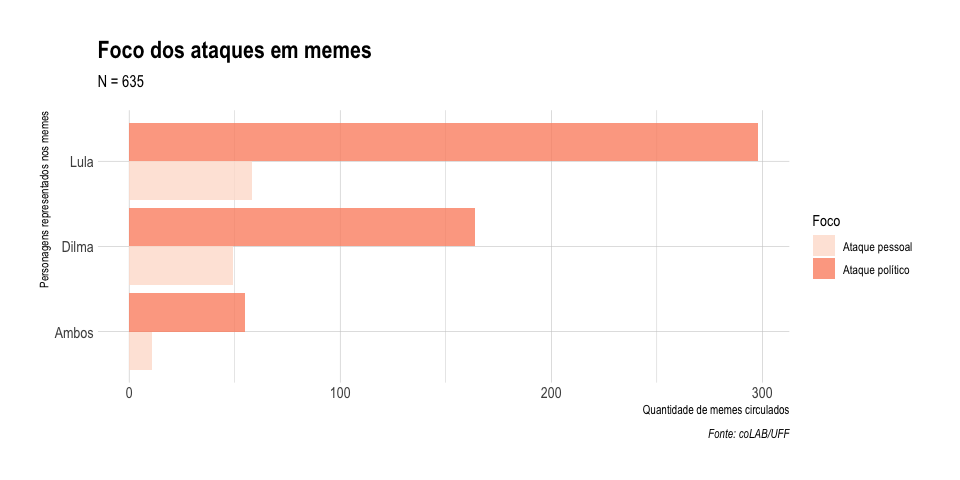 Foco dos ataques em memes
N = 635
Personagens representados nos memes
Lula
Dilma
Ambos
0
100
200
300
Quantidade de memes circulados
Fonte: coLAB/UFF
Foco
Ataque pessoal
Ataque político